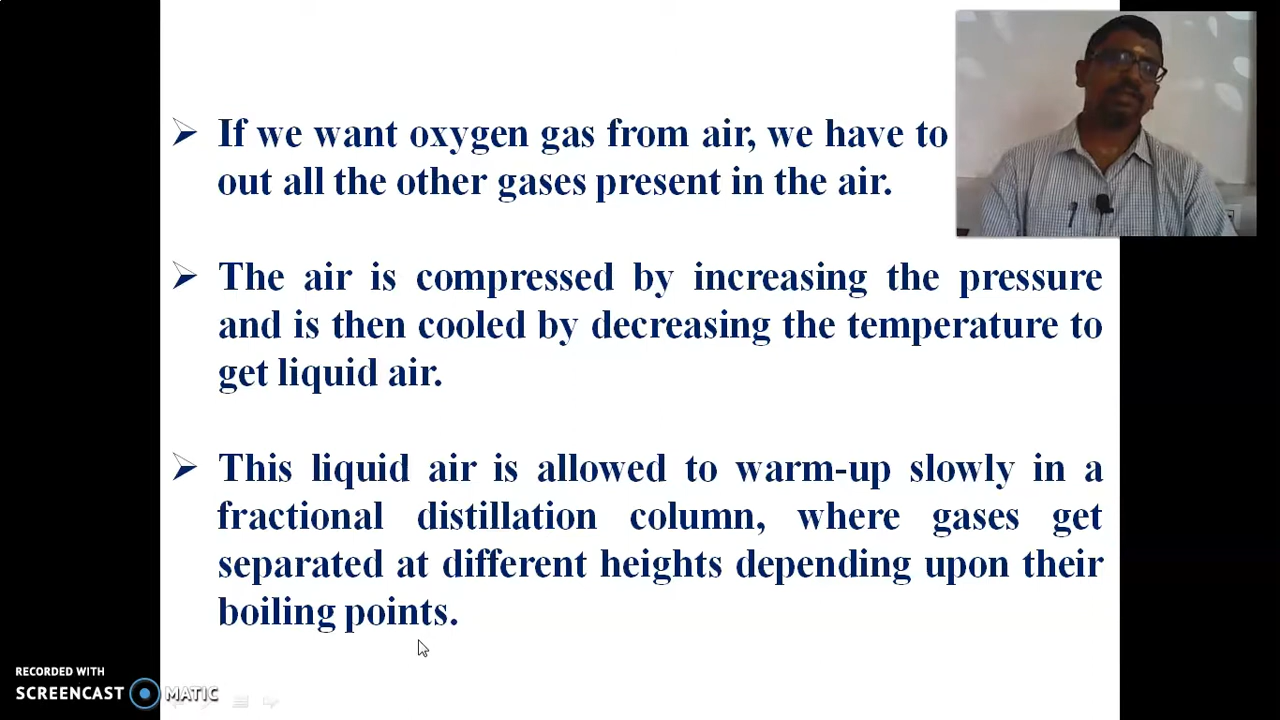 If we want oxygen gas from air, we have to
out all the other gases present in the air.
The air is compressed by increasing the pressure
and is then cooled by decreasing the temperature to
get liquid air.
This liquid air is allowed to warm-up slowly in a
fractional distillation column, where gases get
separated at different heights depending upon their
boiling points.
RECORDED WITH
SCREENCAST MATIC